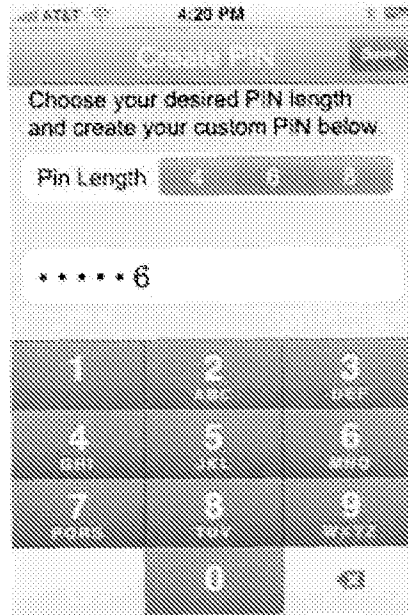 AT&T 4:20 PM
Create PIN
Choose your desired PIN length
and create your custom PIN below.
Pin Length 4 6 8
•••••6
1 2 3
ABC DEF
4 5 6
GHI JKL MNO
7 8 9
PQRS TUV WXYZ
0